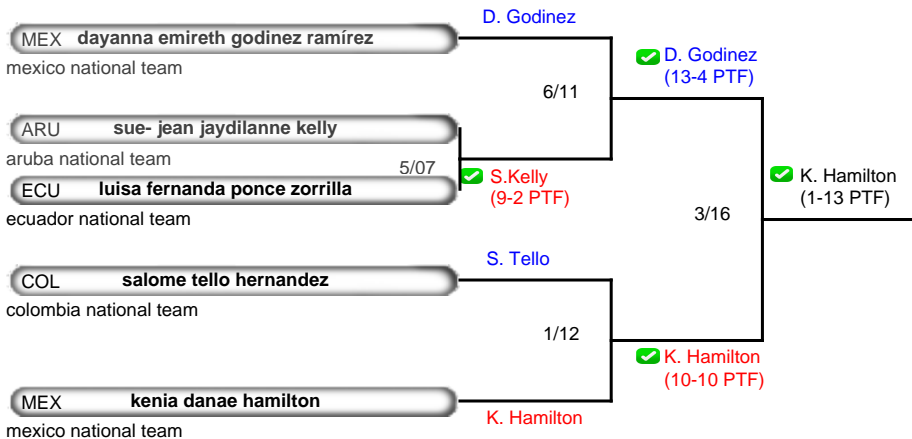 D. Godinez
MEX dayanna emireth godinez ramírez
mexico national team
D. Godinez
(13-4 PTF)
6/11
ARU sue- jean jaydilanne kelly
aruba national team
5/07
S.Kelly
(9-2 PTF)
K. Hamilton
(1-13 PTF)
ECU luisa fernanda ponce zorrilla
ecuador national team
3/16
S. Tello
COL salome tello hernandez
colombia national team
1/12
K. Hamilton
(10-10 PTF)
MEX kenia danae hamilton
K. Hamilton
mexico national team